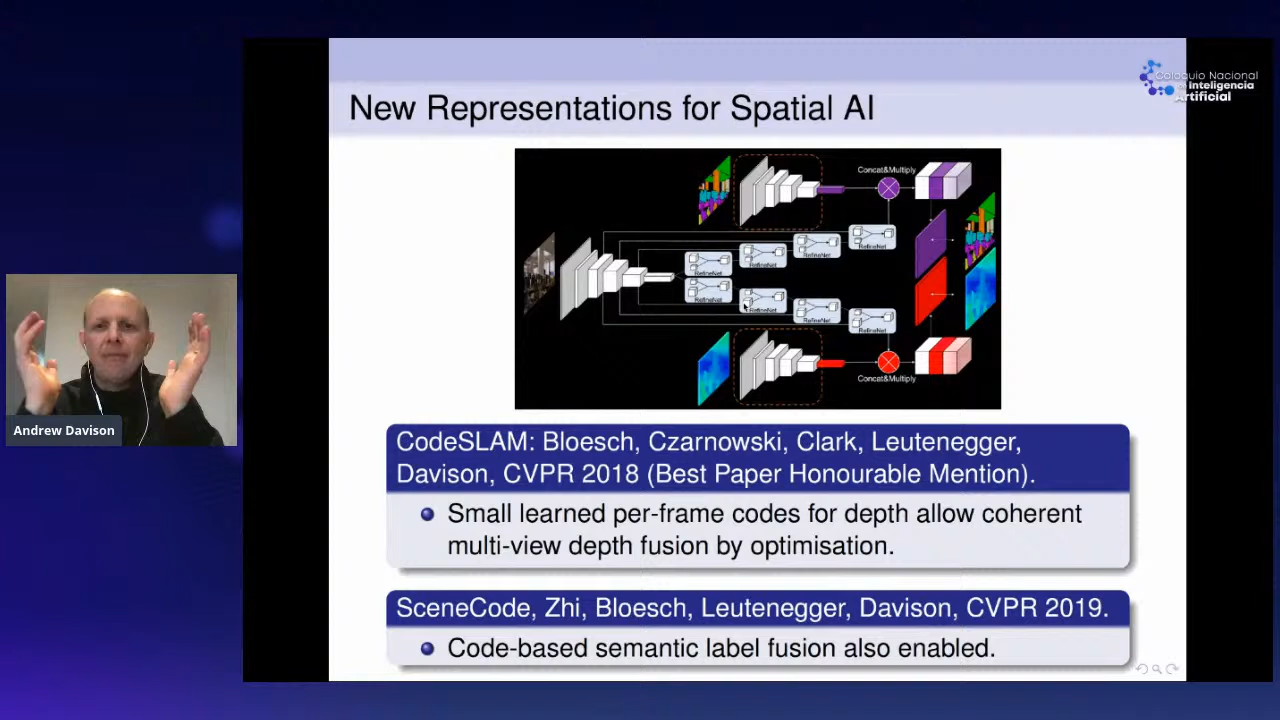 Coloquio Nacional
de Inteligencia
Artificial
New Representations for Spatial AI
Concat&Multiply
RefineNet
RefineNet
RefineNet
RefineNet
RefineNet
RefineNet
RefineNet
RefineNet
Concat&Multiply
Andrew Davison
CodeSLAM: Bloesch, Czarnowski, Clark, Leutenegger,
Davison, CVPR 2018 (Best Paper Honourable Mention).
Small learned per-frame codes for depth allow coherent
multi-view depth fusion by optimisation.
SceneCode, Zhi, Bloesch, Leutenegger, Davison, CVPR 2019.
Code-based semantic label fusion also enabled.